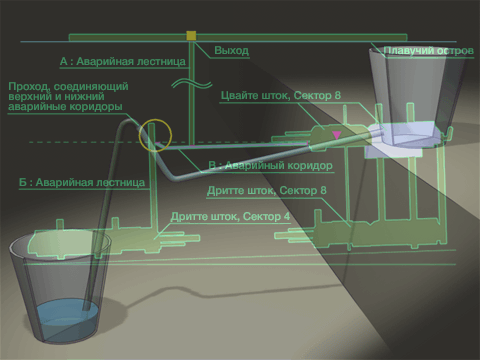 Выход
Плавучий остров
А : Аварийная лестница
Проход, соединяющий
верхний и нижний
аварийные коридоры
Цвайте шток, Сектор 8
В : Аварийный коридор
Б : Аварийная лестница
Дритте шток, Сектор 8
Дритте шток, Сектор 4